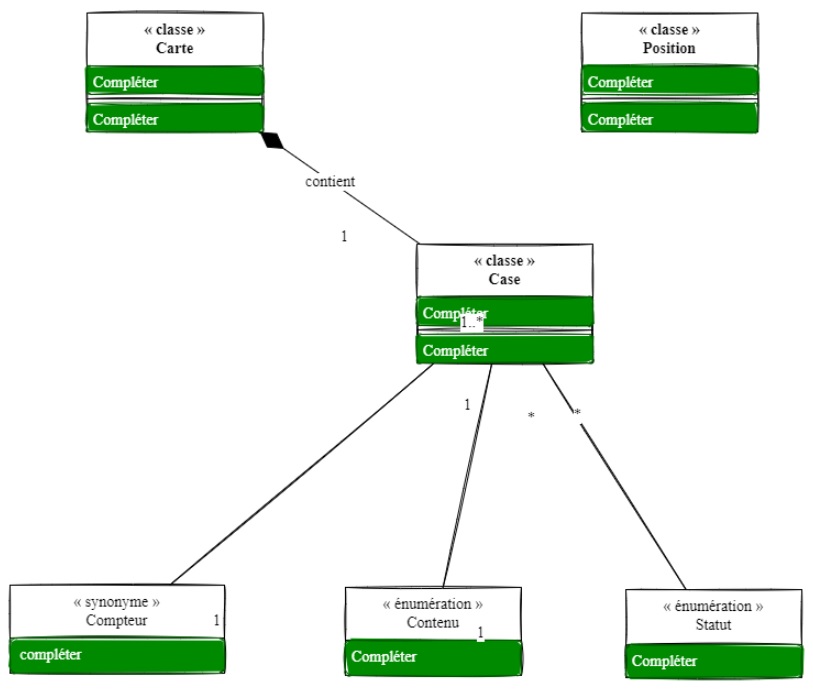 « classe »
Carte
Compléter
Compléter
« classe »
Position
Compléter
Compléter
contient
1
« classe »
Case
Compléter
1..*
Compléter
1
*
*
« synonyme »
Compteur
1
compléter
« énumération »
Contenu
1
Compléter
« énumération »
Statut
Compléter